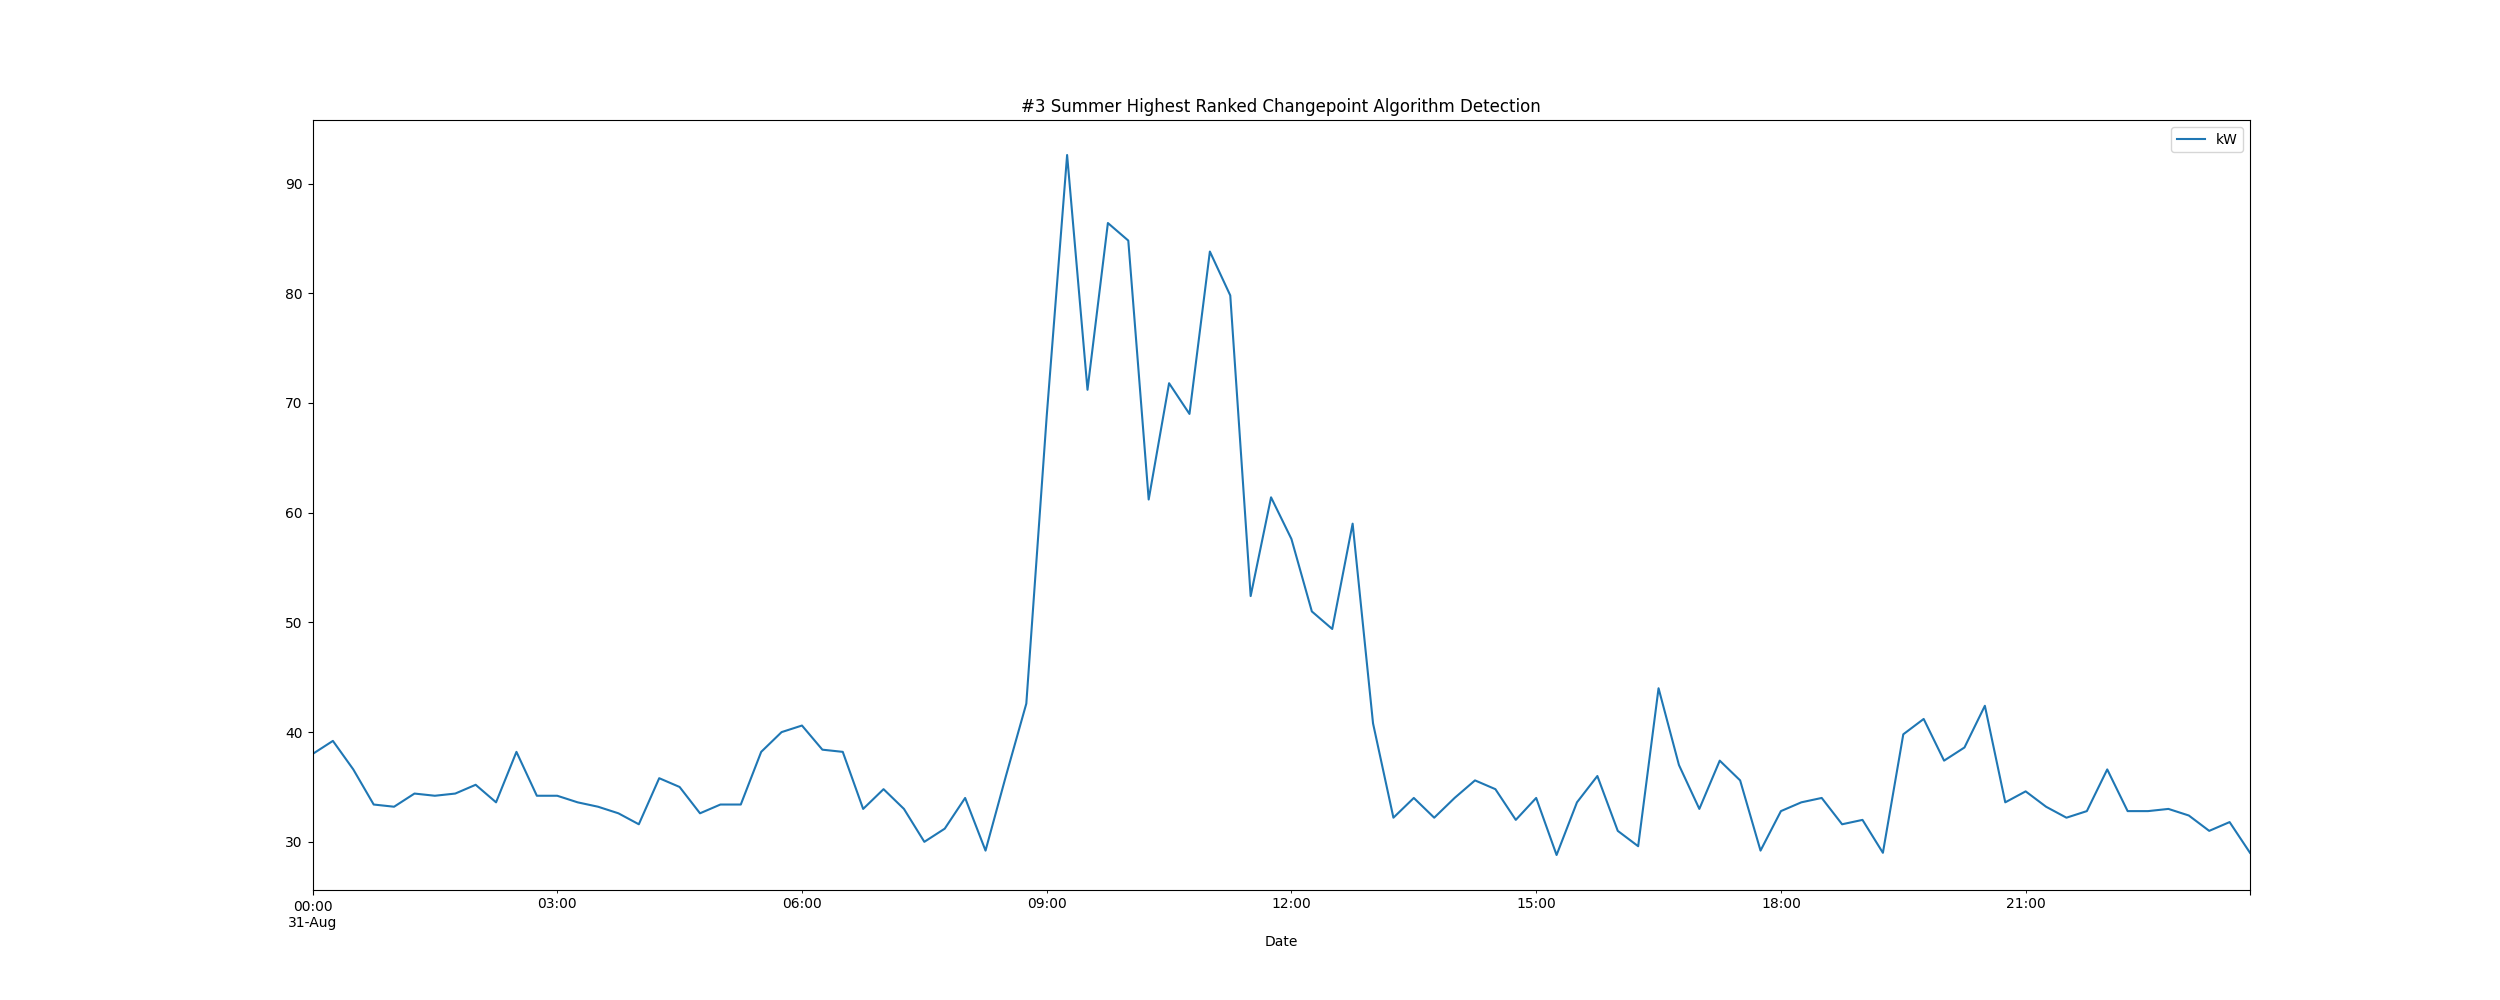 #3 Summer Highest Ranked Changepoint Algorithm Detection
kW
90
80
70
60
50
40
30
00:00 03:00 06:00 09:00 12:00 15:00 18:00 21:00
31-Aug
Date